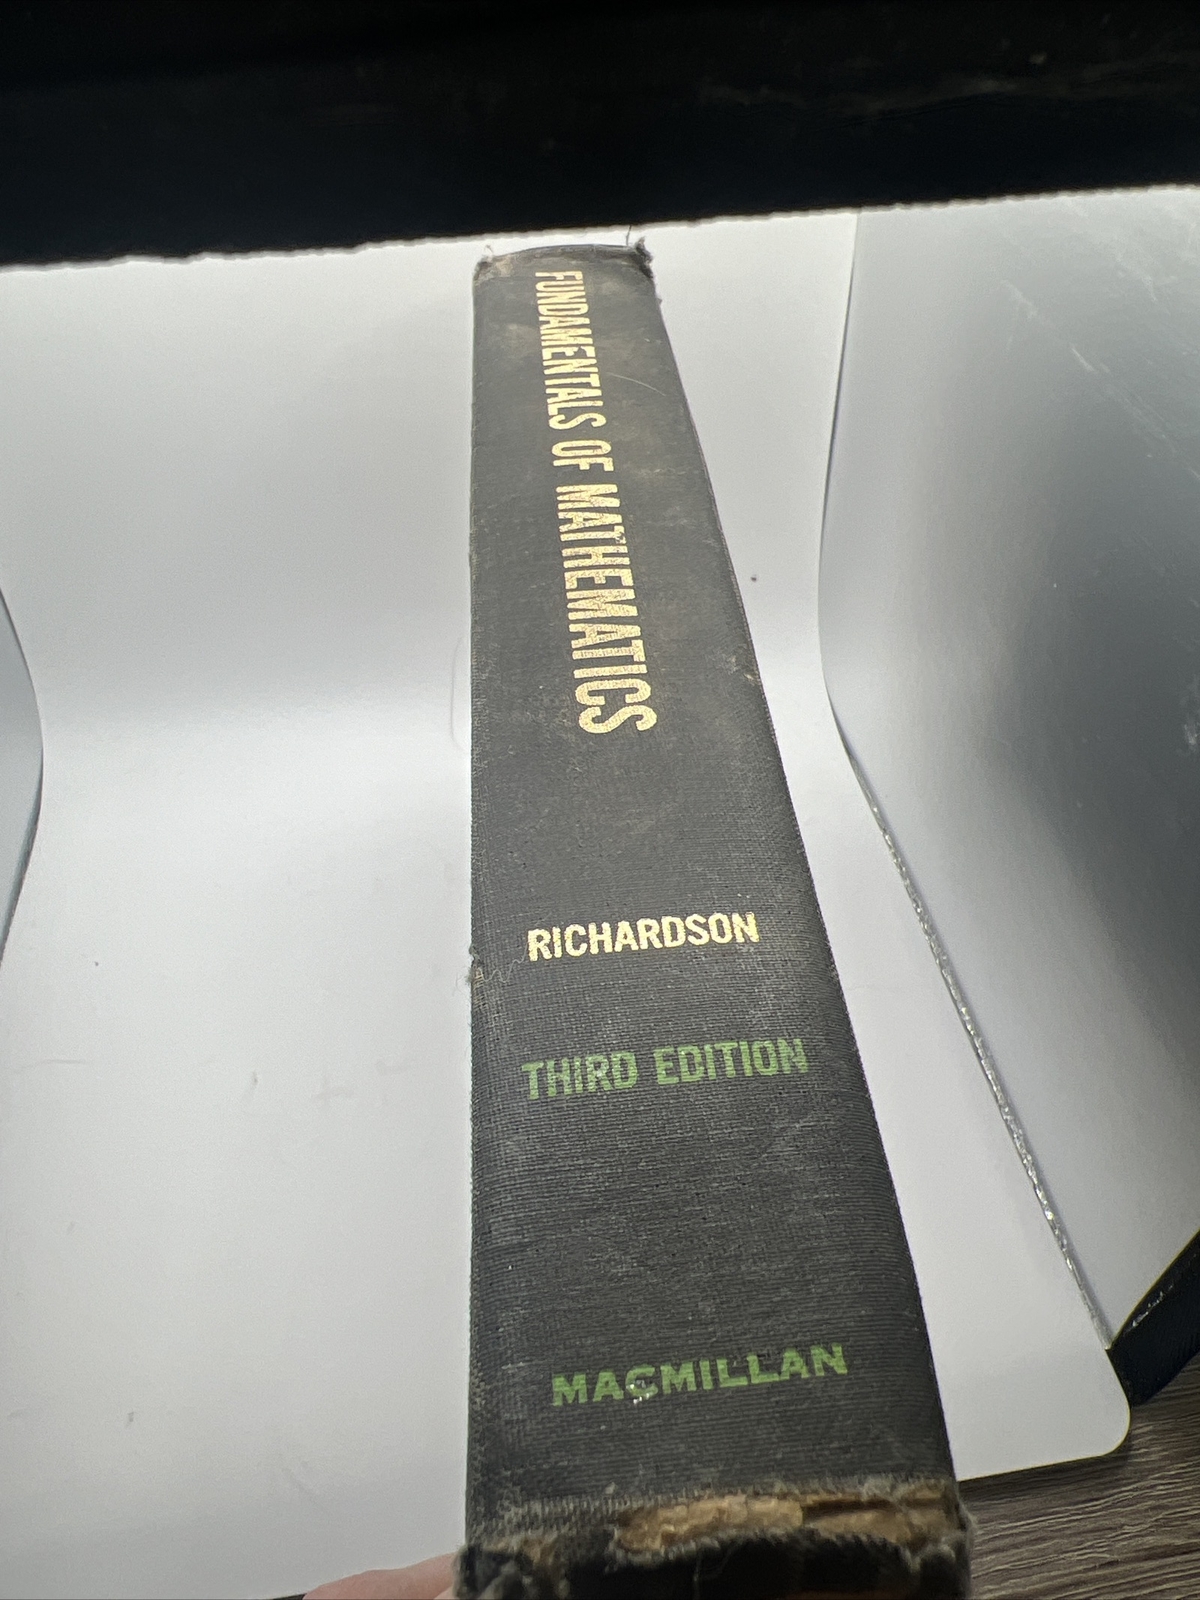 FUNDAMENTALS OF MATHEMATICS
RICHARDSON
THIRD EDITION
MACMILLAN